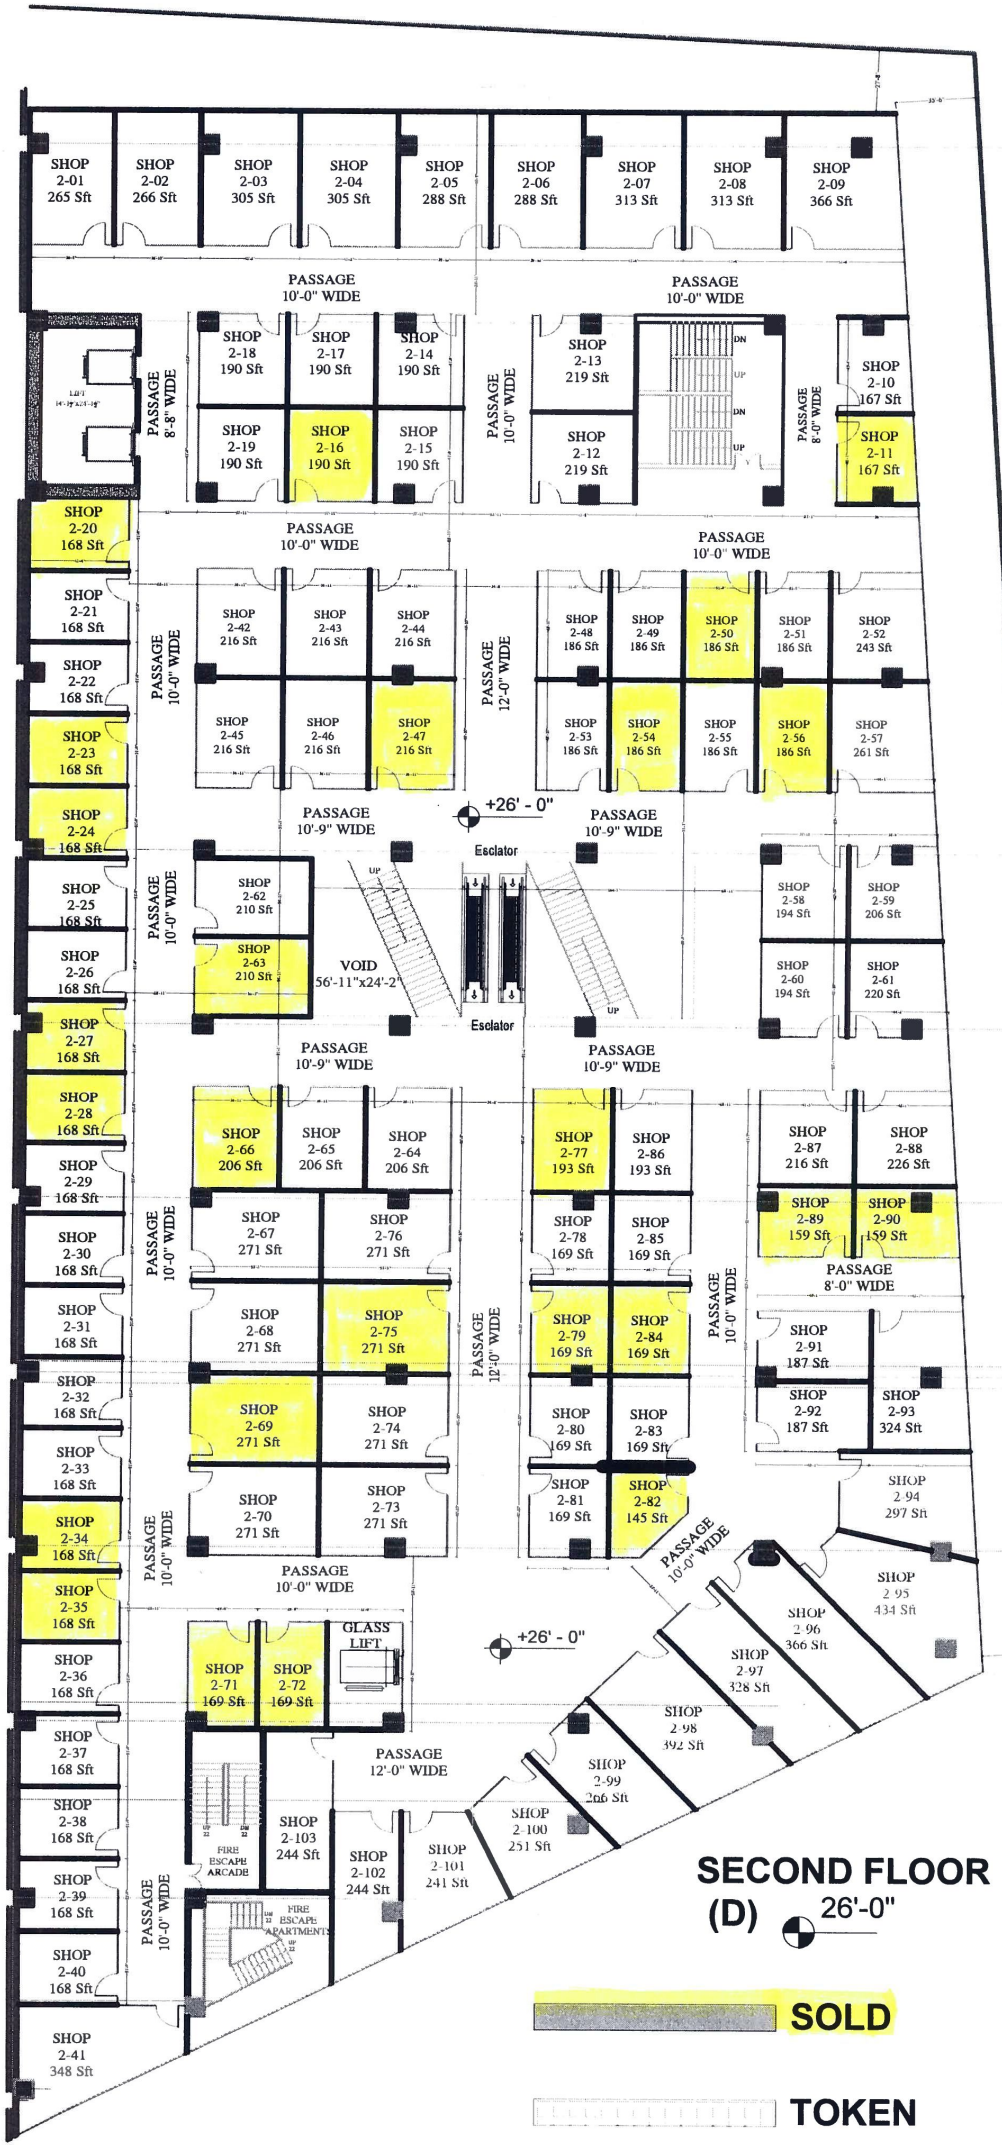 SHOP
2-01
265 Sft
SHOP
2-02
266 Sft
SHOP
2-03
305 Sft
SHOP
2-04
305 Sft
SHOP
2-05
288 Sft
SHOP
2-06
288 Sft
SHOP
2-07
313 Sft
SHOP
2-08
313 Sft
SHOP
2-09
366 Sft
PASSAGE
10'-0" WIDE
PASSAGE
10'-0" WIDE
LIFT
PASSAGE
8'-8" WIDE
SHOP
2-18
190 Sft
SHOP
2-17
190 Sft
SHOP
2-14
190 Sft
SHOP
2-19
190 Sft
SHOP
2-16
190 Sft
SHOP
2-15
190 Sft
PASSAGE
10'-0" WIDE
SHOP
2-13
219 Sft
SHOP
2-12
219 Sft
DN
UP
DN
UP
PASSAGE
8'-0" WIDE
SHOP
2-10
167 Sft
SHOP
2-11
167 Sft
SHOP
2-20
168 Sft
PASSAGE
10'-0" WIDE
PASSAGE
10'-0" WIDE
SHOP
2-21
168 Sft
SHOP
2-22
168 Sft
SHOP
2-23
168 Sft
SHOP
2-24
168 Sft
PASSAGE
10'-0" WIDE
SHOP
2-42
216 Sft
SHOP
2-43
216 Sft
SHOP
2-44
216 Sft
SHOP
2-45
216 Sft
SHOP
2-46
216 Sft
SHOP
2-47
216 Sft
PASSAGE
12'-0" WIDE
SHOP
2-48
186 Sft
SHOP
2-49
186 Sft
SHOP
2-50
186 Sft
SHOP
2-51
186 Sft
SHOP
2-52
243 Sft
SHOP
2-53
186 Sft
SHOP
2-54
186 Sft
SHOP
2-55
186 Sft
SHOP
2-56
186 Sft
SHOP
2-57
261 Sft
PASSAGE
10'-9" WIDE
+26' - 0"
PASSAGE
10'-9" WIDE
SHOP
2-25
168 Sft
SHOP
2-26
168 Sft
SHOP
2-27
168 Sft
SHOP
2-28
168 Sft
PASSAGE
10'-0" WIDE
SHOP
2-62
210 Sft
SHOP
2-63
210 Sft
UP
VOID
56'-11"x24'-2"
Esclator
Esclator
UP
SHOP
2-58
194 Sft
SHOP
2-59
206 Sft
SHOP
2-60
194 Sft
SHOP
2-61
220 Sft
PASSAGE
10'-9" WIDE
PASSAGE
10'-9" WIDE
SHOP
2-29
168 Sft
SHOP
2-30
168 Sft
SHOP
2-31
168 Sft
SHOP
2-32
168 Sft
SHOP
2-33
168 Sft
SHOP
2-34
168 Sft
SHOP
2-35
168 Sft
PASSAGE
10'-0" WIDE
SHOP
2-66
206 Sft
SHOP
2-65
206 Sft
SHOP
2-64
206 Sft
SHOP
2-67
271 Sft
SHOP
2-76
271 Sft
SHOP
2-68
271 Sft
SHOP
2-75
271 Sft
SHOP
2-69
271 Sft
SHOP
2-74
271 Sft
SHOP
2-70
271 Sft
SHOP
2-73
271 Sft
PASSAGE
12'-0" WIDE
SHOP
2-77
193 Sft
SHOP
2-86
193 Sft
SHOP
2-78
169 Sft
SHOP
2-85
169 Sft
SHOP
2-79
169 Sft
SHOP
2-84
169 Sft
SHOP
2-80
169 Sft
SHOP
2-83
169 Sft
SHOP
2-81
169 Sft
SHOP
2-82
145 Sft
PASSAGE
10'-0" WIDE
SHOP
2-87
216 Sft
SHOP
2-88
226 Sft
SHOP
2-89
159 Sft
SHOP
2-90
159 Sft
PASSAGE
8'-0" WIDE
SHOP
2-91
187 Sft
SHOP
2-92
187 Sft
SHOP
2-93
324 Sft
SHOP
2-94
297 Sft
PASSAGE
10'-0" WIDE
SHOP
2-95
434 Sft
SHOP
2-96
366 Sft
SHOP
2-97
328 Sft
SHOP
2-98
392 Sft
SHOP
2-99
266 Sft
SHOP
2-100
251 Sft
PASSAGE
10'-0" WIDE
PASSAGE
10'-0" WIDE
+26' - 0"
SHOP
2-71
169 Sft
SHOP
2-72
169 Sft
GLASS
LIFT
SHOP
2-36
168 Sft
SHOP
2-37
168 Sft
SHOP
2-38
168 Sft
SHOP
2-39
168 Sft
SHOP
2-40
168 Sft
SHOP
2-41
348 Sft
PASSAGE
12'-0" WIDE
UP
22
DN
22
FIRE
ESCAPE
ARCADE
SHOP
2-103
244 Sft
SHOP
2-102
244 Sft
SHOP
2-101
241 Sft
PASSAGE
10'-0" WIDE
FIRE
ESCAPE
APARTMENTS
UP
22
SECOND FLOOR
(D) 26'-0"
SOLD
TOKEN